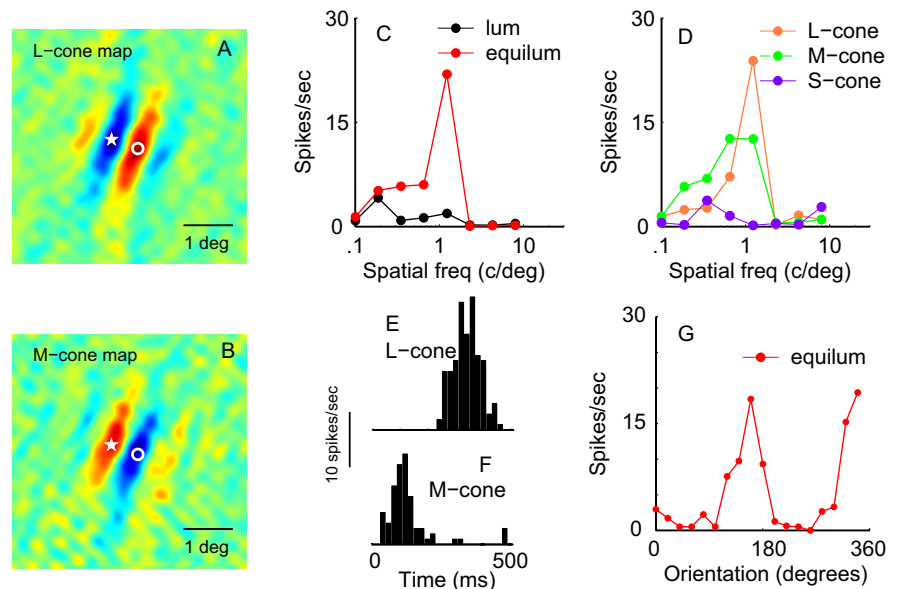 L−cone map
A
1 deg
M−cone map
B
1 deg
C
lum
equilum
Spikes/sec
30
15
0
.1
1
10
Spatial freq (c/deg)
D
L−cone
M−cone
S−cone
Spikes/sec
30
15
0
.1
1
10
Spatial freq (c/deg)
E
L−cone
10 spikes/sec
F
M−cone
0
500
Time (ms)
G
equilum
Spikes/sec
30
15
0
0
180
360
Orientation (degrees)